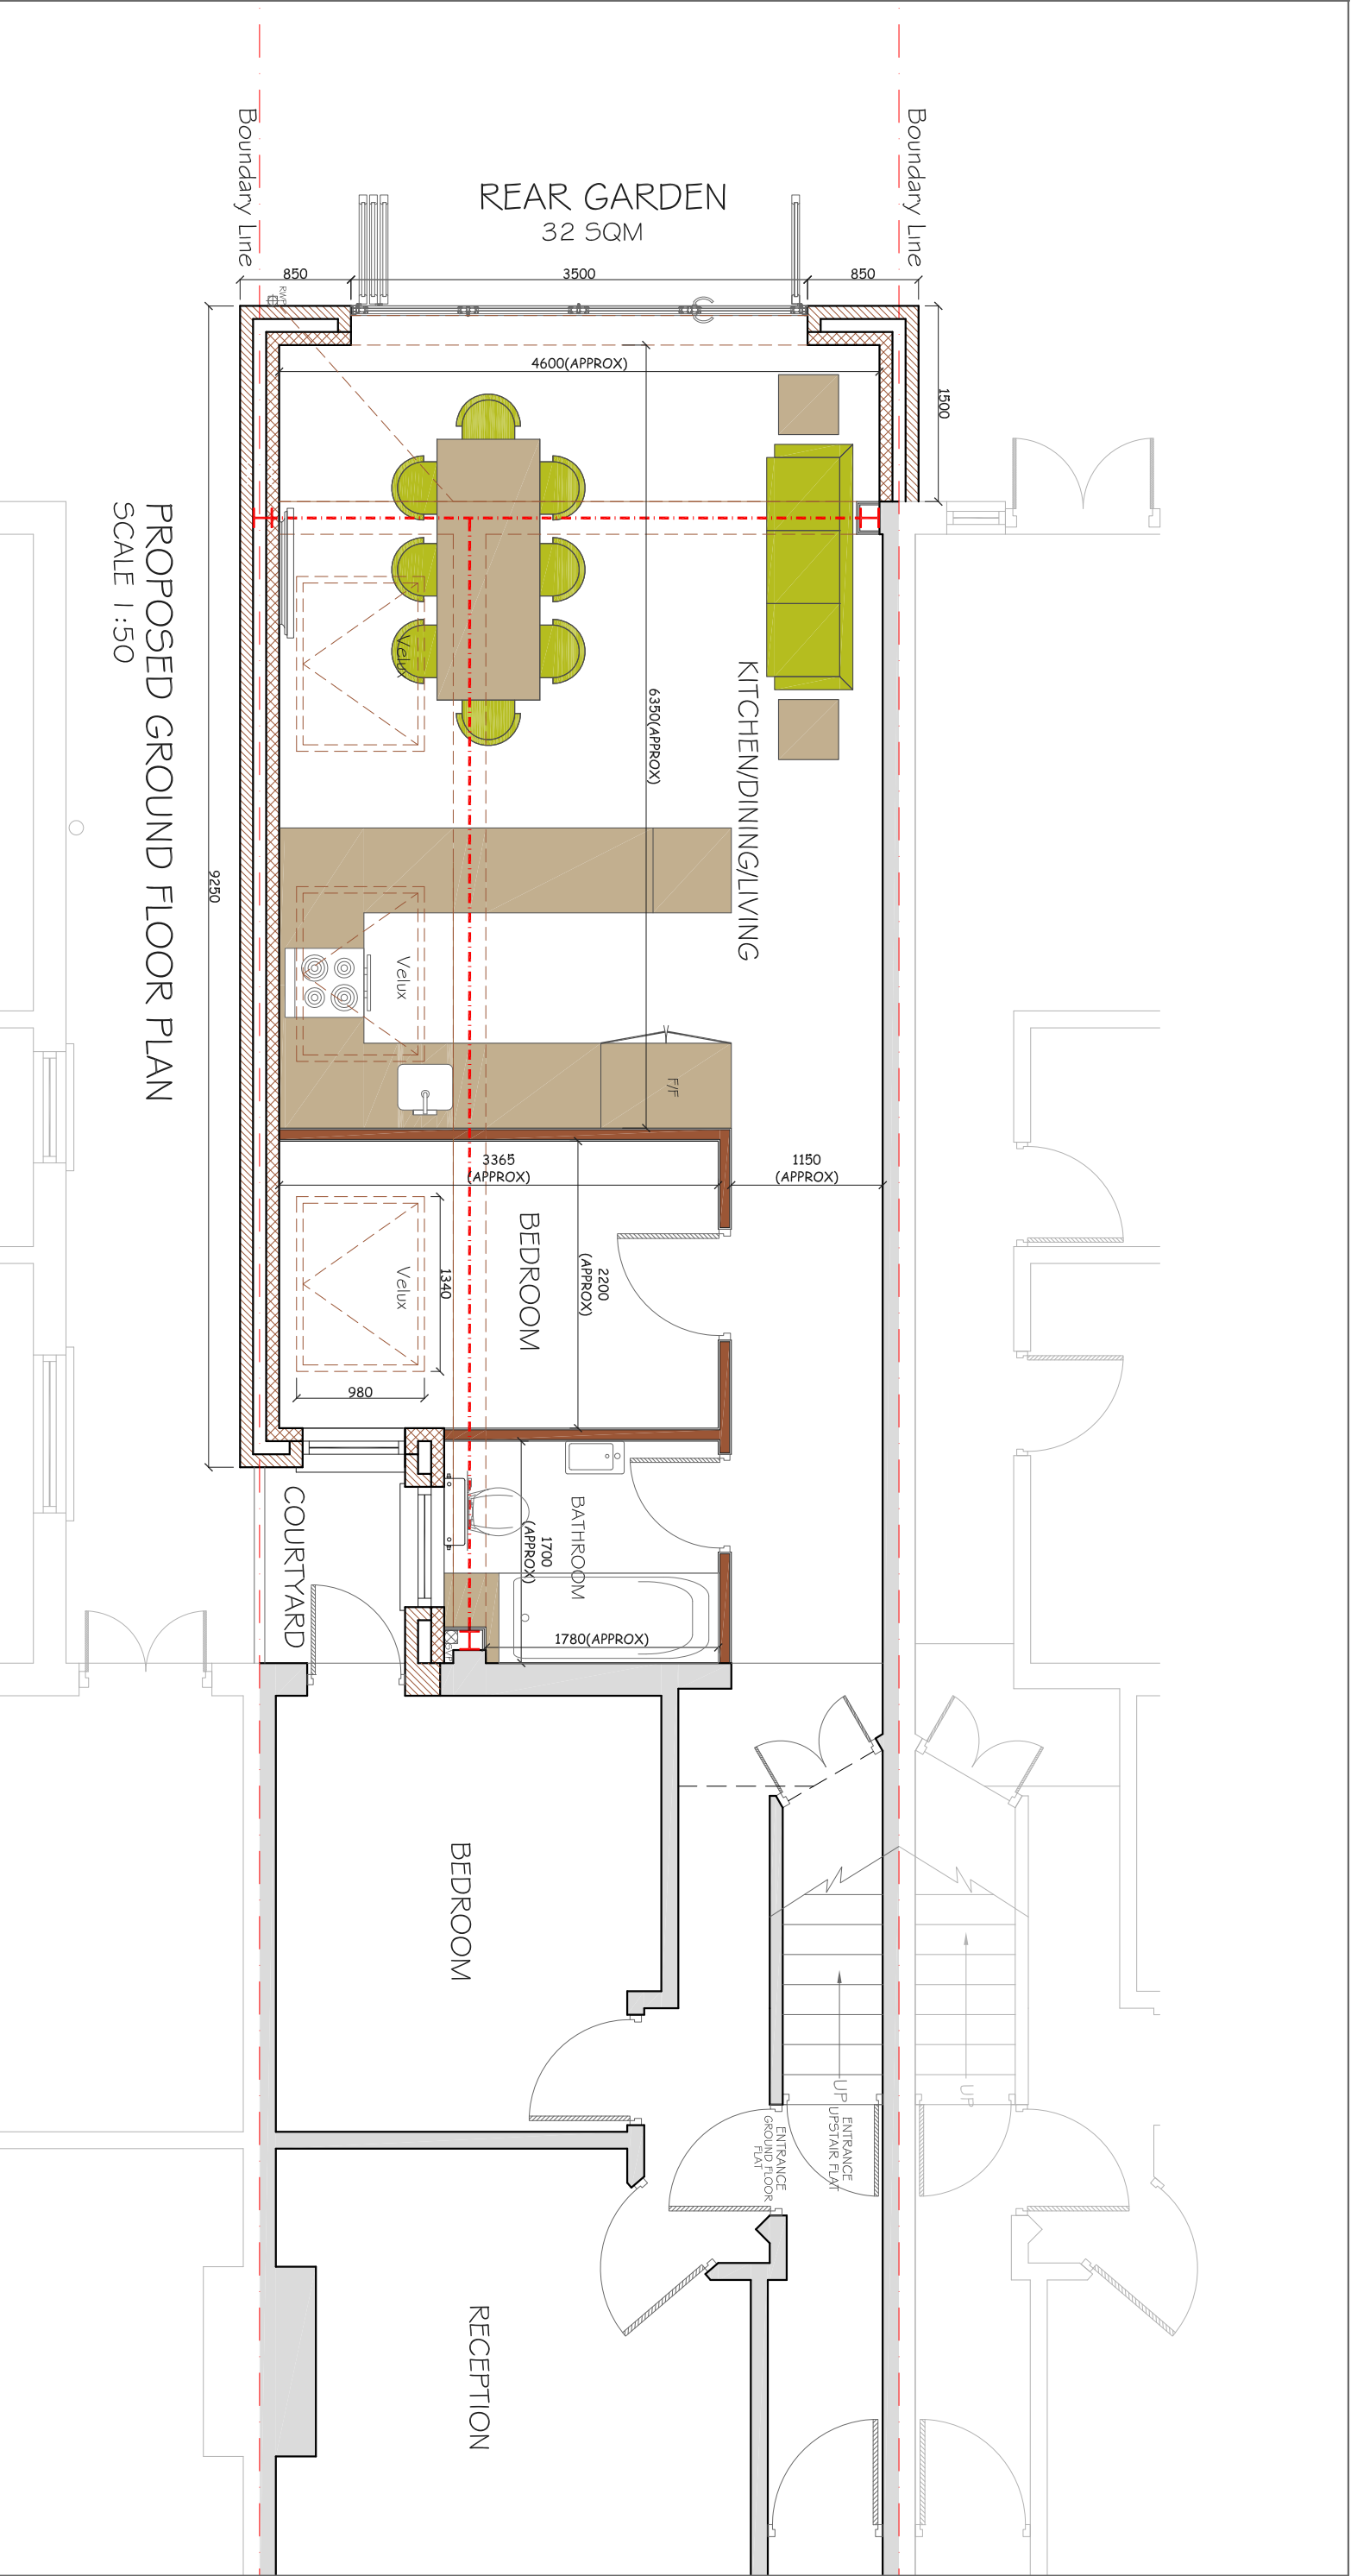 Boundary Line
Boundary Line
REAR GARDEN
32 SQM
850
3500
850
RWP
4600(APPROX)
1500
Velux
6350(APPROX)
KITCHEN/DINING/LIVING
PROPOSED GROUND FLOOR PLAN
SCALE 1:50
9250
Velux
F/F
3365
(APPROX)
1150
(APPROX)
BEDROOM
2200
(APPROX)
Velux
1340
980
COURTYARD
BATHROOM
1700
(APPROX)
1780(APPROX)
BEDROOM
UP
UP
ENTRANCE
UPSTAIR FLAT
ENTRANCE
GROUND FLOOR
FLAT
RECEPTION